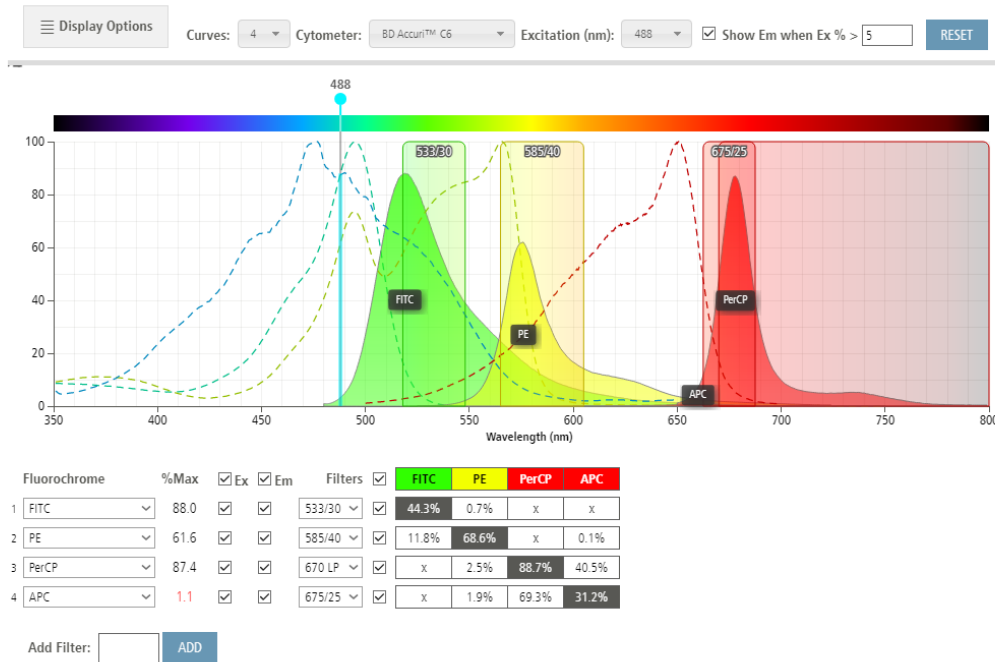 Display Options Curves: 4 Cytometer: BD Accuri™ C6 Excitation (nm): 488 Show Em when Ex % > 5 RESET
488
100 533/30 585/40 675/25
80
60
40 FITC PerCP
PE
20
APC
0
350 400 450 500 550 600 650 700 750 800
Wavelength (nm)
Fluorochrome %Max Ex Em Filters FITC PE PerCP APC
1 FITC 88.0 533/30 44.3% 0.7% x x
2 PE 61.6 585/40 11.8% 68.6% x 0.1%
3 PerCP 87.4 670 LP x 2.5% 88.7% 40.5%
4 APC 1.1 675/25 x 1.9% 69.3% 31.2%
Add Filter: ADD